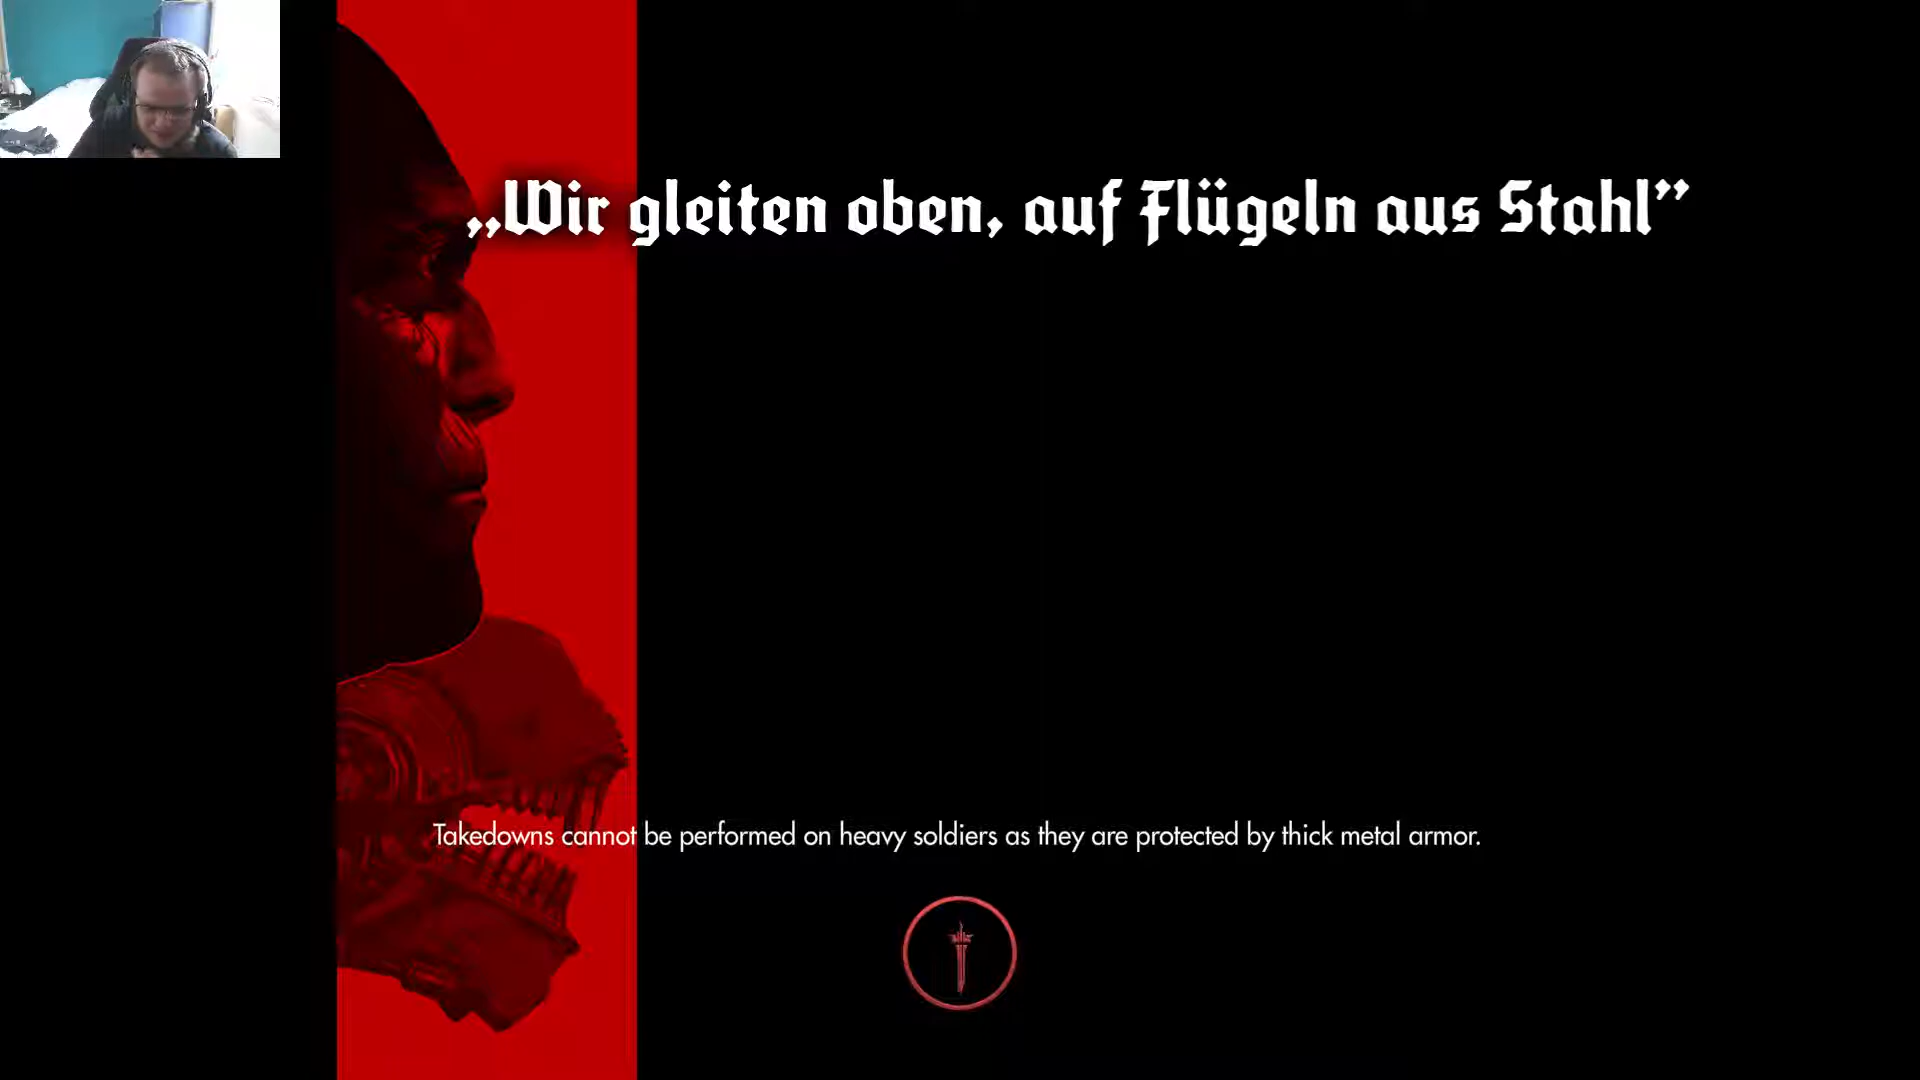 „Wir gleiten oben, auf Flügeln aus Stahl”
Takedowns cannot be performed on heavy soldiers as they are protected by thick metal armor.